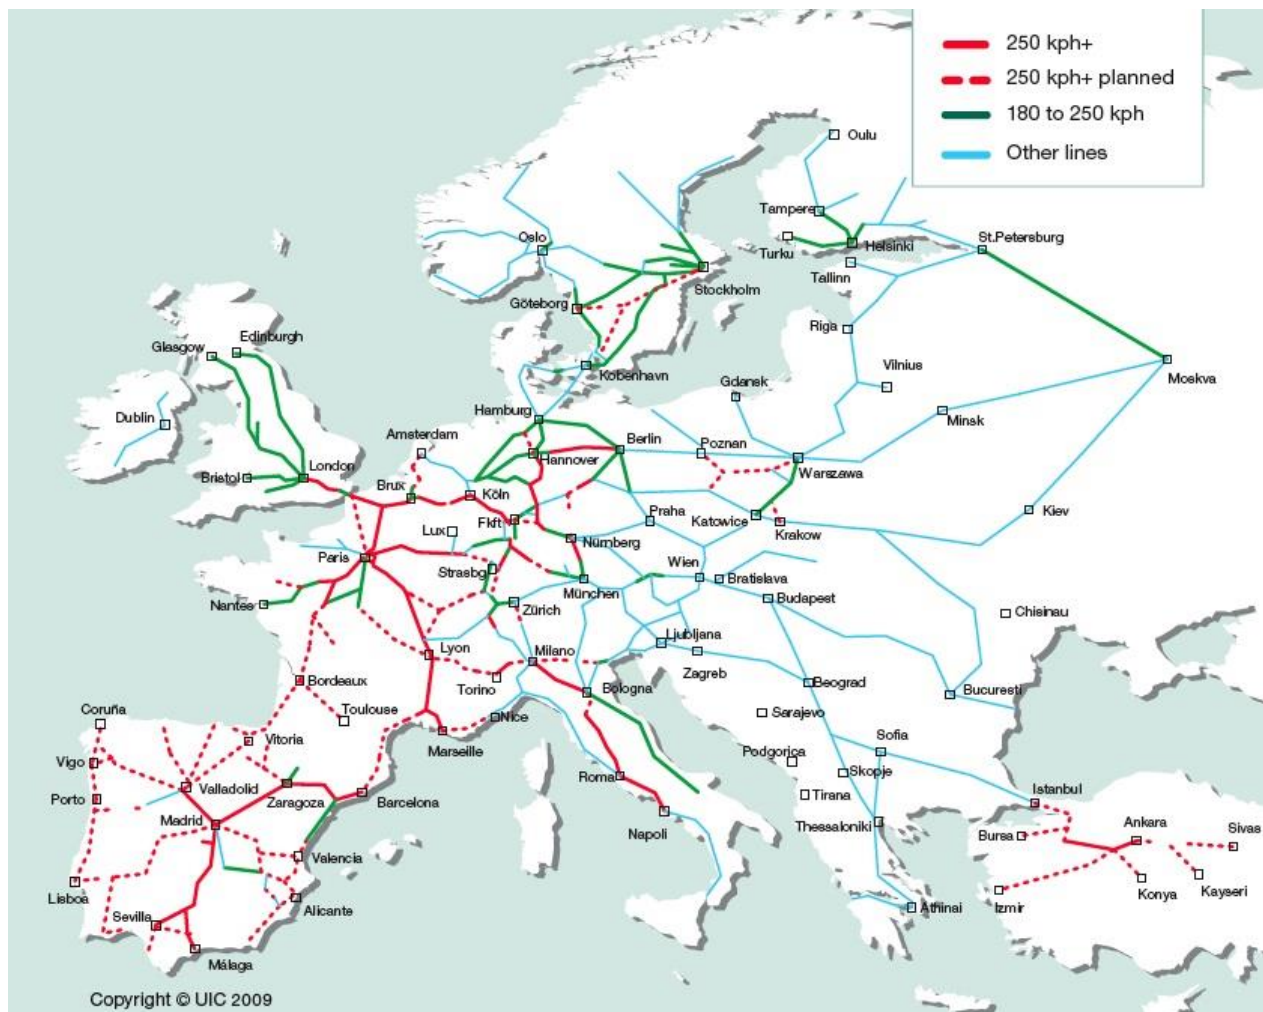 250 kph+
250 kph+ planned
180 to 250 kph
Other lines
Oulu
Tampere
Turku
Helsinki
St.Petersburg
Tallinn
Oslo
Stockholm
Göteborg
Riga
Glasgow
Edinburgh
Moskva
Vilnius
København
Gdansk
Dublin
Hamburg
Minsk
Amsterdam
Berlin
Poznan
Hannover
Warszawa
Bristol
London
Brux
Köln
Kiev
Praha
Katowice
Krakow
Fkft
Lux
Nürnberg
Paris
Strasbg
Wien
Bratislava
München
Budapest
Nantes
Zürich
Chisinau
Ljubljana
Lyon
Milano
Zagreb
Torino
Bordeaux
Bologna
Beograd
Bucuresti
Coruña
Toulouse
Nice
Sarajevo
Vitoria
Marseille
Sofia
Vigo
Podgorica
Skopje
Roma
Valladolid
Zaragoza
Barcelona
Istanbul
Porto
Tirana
Madrid
Napoli
Thessaloniki
Bursa
Ankara
Sivas
Valencia
Konya
Kayseri
Lisboa
Izmir
Alicante
Athinai
Sevilla
Málaga
Copyright © UIC 2009